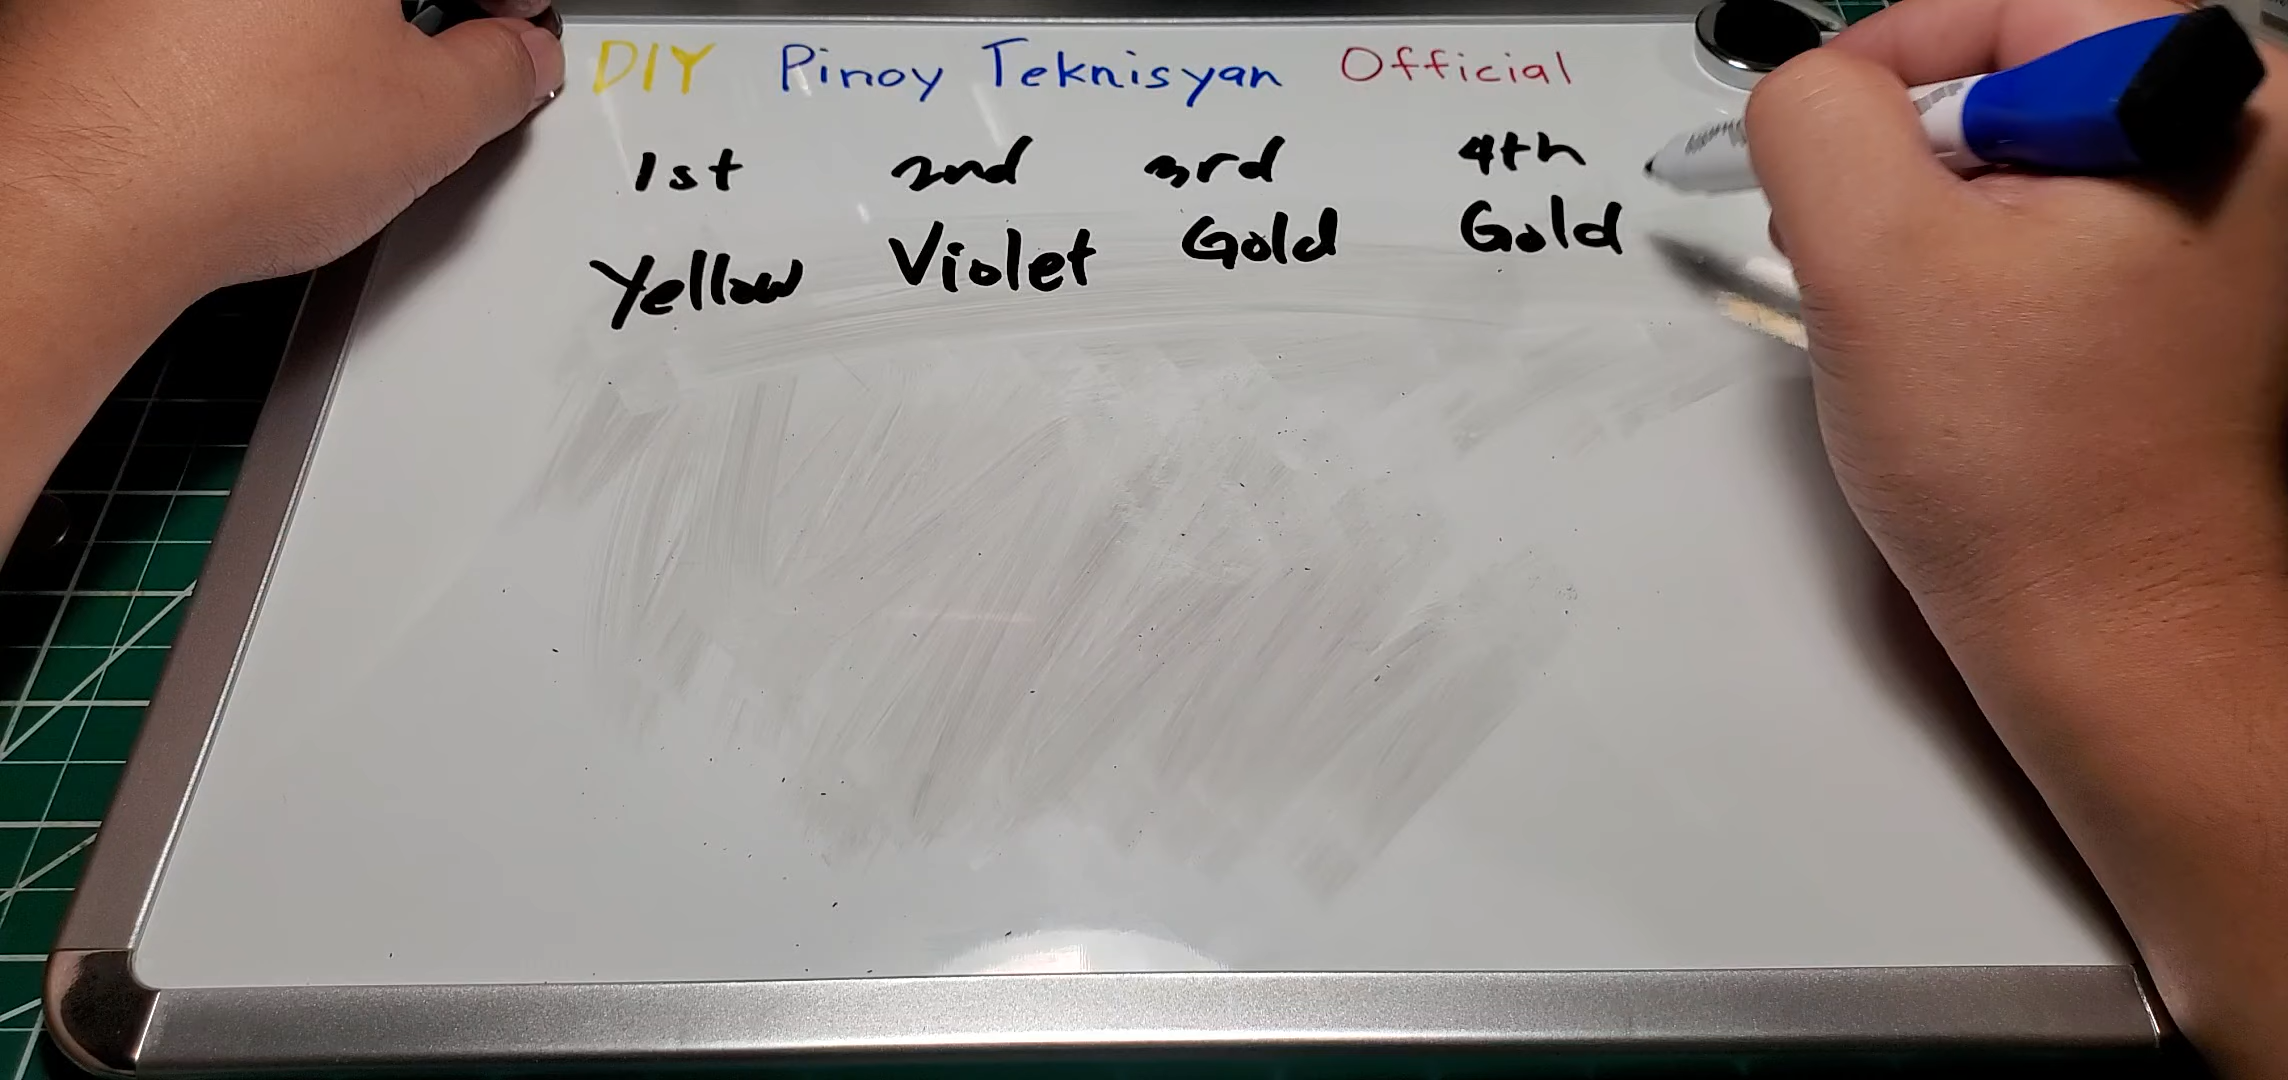 DIY Pinoy Teknisyan Official
1st 2nd 3rd 4th
Yellow Violet Gold Gold